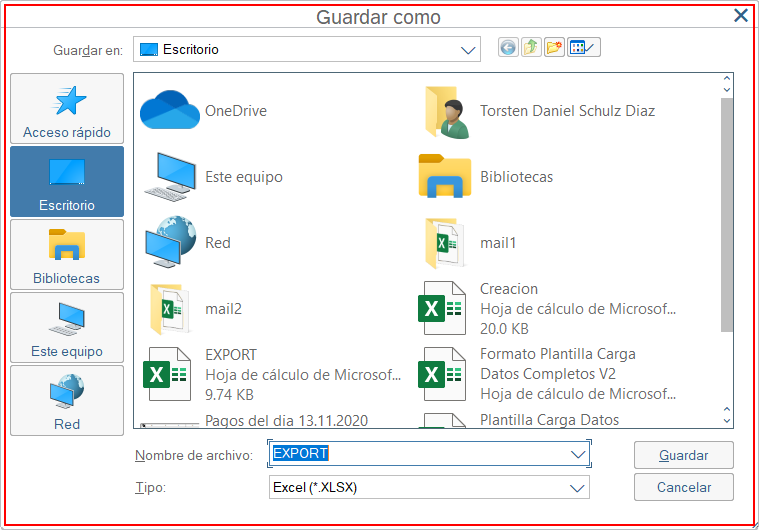 Guardar como
Guardar en:
Escritorio
Acceso rápido
Escritorio
Bibliotecas
Este equipo
Red
OneDrive
Torsten Daniel Schulz Diaz
Este equipo
Bibliotecas
Red
mail1
mail2
Creacion
Hoja de cálculo de Microsof...
20.0 KB
EXPORT
Hoja de cálculo de Microsof...
9.74 KB
Formato Plantilla Carga
Datos Completos V2
Hoja de cálculo de Microsof...
Pagos del dia 13.11.2020
Plantilla Carga Datos
Nombre de archivo:
EXPORT
Guardar
Tipo:
Excel (*.XLSX)
Cancelar